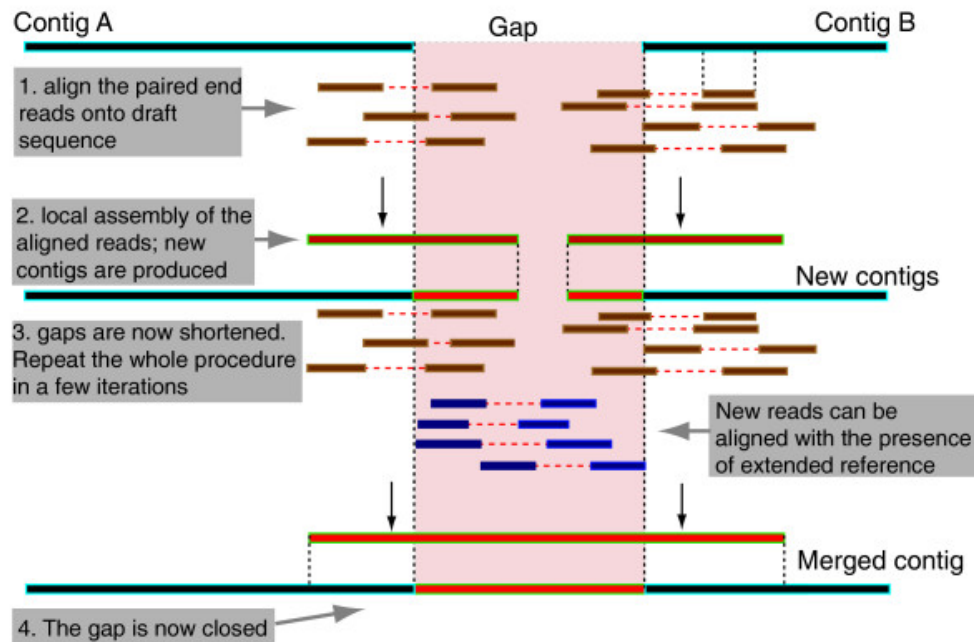 Contig A
Gap
Contig B
1. align the paired end
reads onto draft
sequence
2. local assembly of the
aligned reads; new
contigs are produced
New contigs
3. gaps are now shortened.
Repeat the whole procedure
in a few iterations
New reads can be
aligned with the presence
of extended reference
Merged contig
4. The gap is now closed